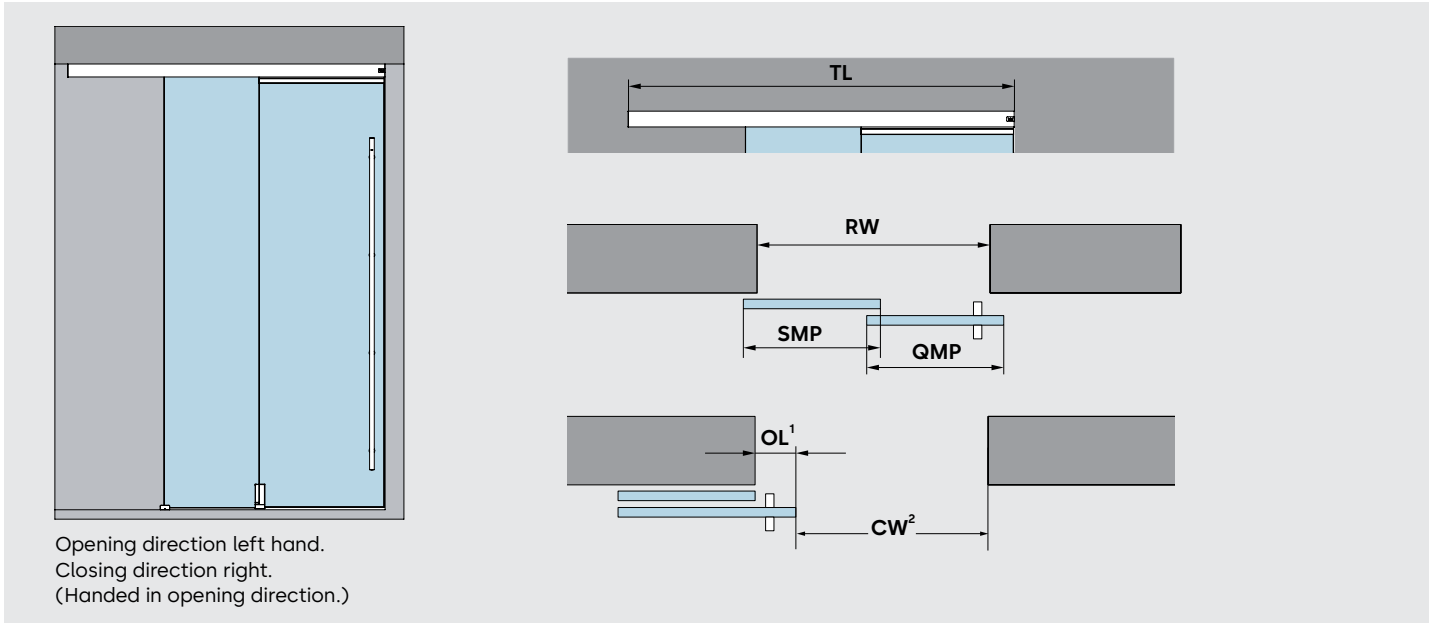 TL
RW
SMP
QMP
OL¹
CW²
Opening direction left hand.
Closing direction right.
(Handed in opening direction.)